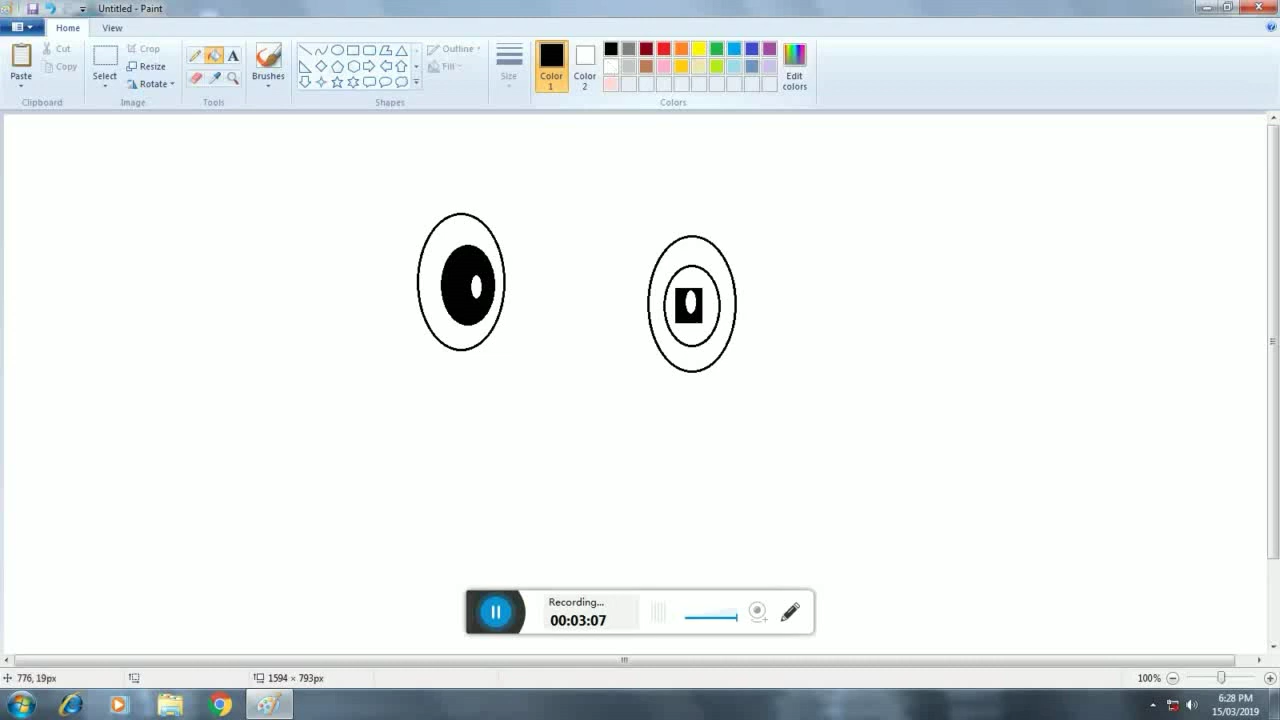 Untitled - Paint
Home View
Paste
Cut
Copy
Clipboard
Select
Crop
Resize
Rotate
Image
A
Tools
Brushes
Shapes
Outline
Fill
Size
Color 1
Color 2
Edit colors
Colors
Recording...
00:03:07
776, 19px
1594 × 793px
100%
6:28 PM
15/03/2019